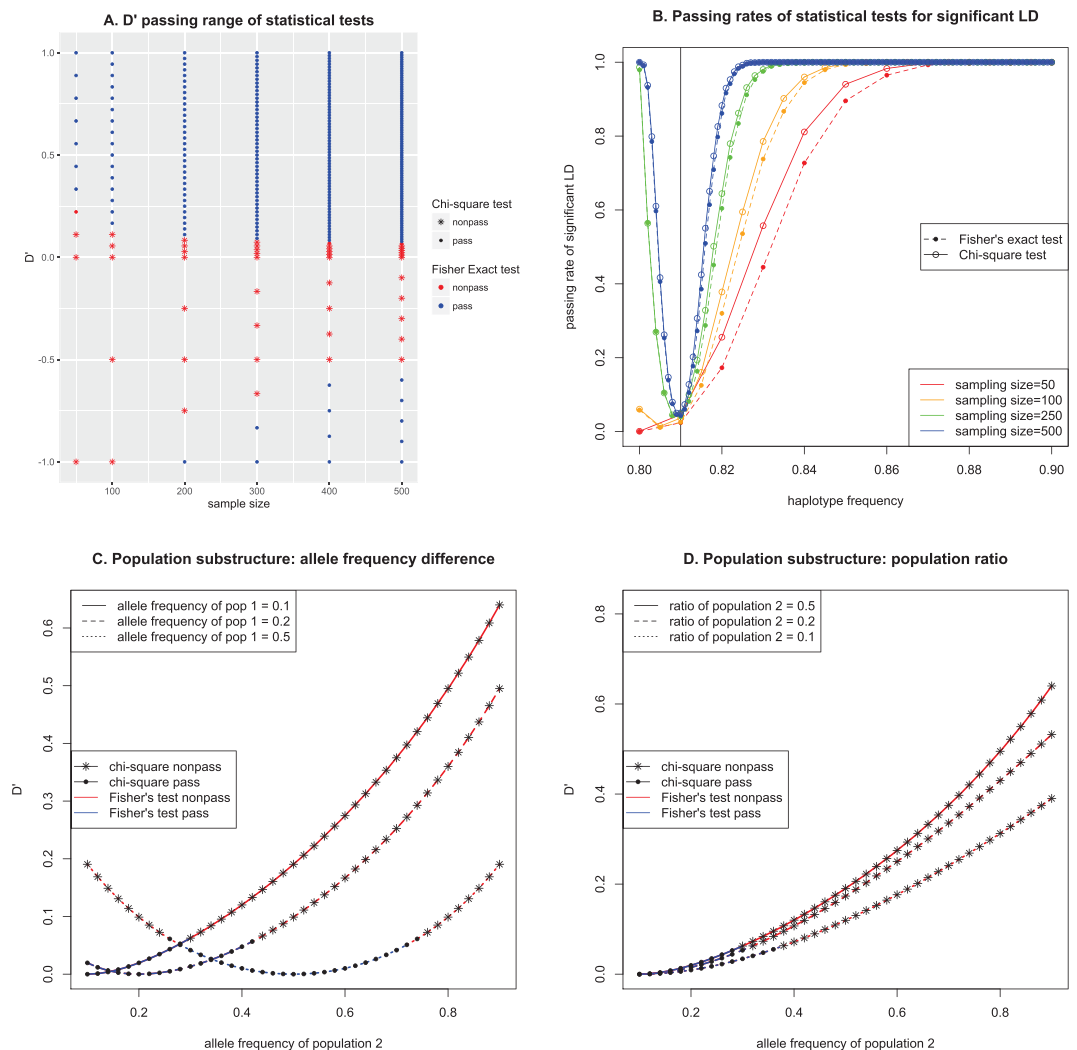 A. D' passing range of statistical tests
1.0
0.5
0.0
-0.5
-1.0
D'
100
200
300
400
500
sample size
Chi-square test
nonpass
pass
Fisher Exact test
nonpass
pass
B. Passing rates of statistical tests for significant LD
1.0
0.8
0.6
0.4
0.2
0.0
passing rate of significant LD
Fisher's exact test
Chi-square test
sampling size=50
sampling size=100
sampling size=250
sampling size=500
0.80
0.82
0.84
0.86
0.88
0.90
haplotype frequency
C. Population substructure: allele frequency difference
allele frequency of pop 1 = 0.1
allele frequency of pop 1 = 0.2
allele frequency of pop 1 = 0.5
chi-square nonpass
chi-square pass
Fisher's test nonpass
Fisher's test pass
0.6
0.5
0.4
0.3
0.2
0.1
0.0
D'
0.2
0.4
0.6
0.8
allele frequency of population 2
D. Population substructure: population ratio
ratio of population 2 = 0.5
ratio of population 2 = 0.2
ratio of population 2 = 0.1
chi-square nonpass
chi-square pass
Fisher's test nonpass
Fisher's test pass
0.8
0.6
0.4
0.2
0.0
D'
0.2
0.4
0.6
0.8
allele frequency of population 2